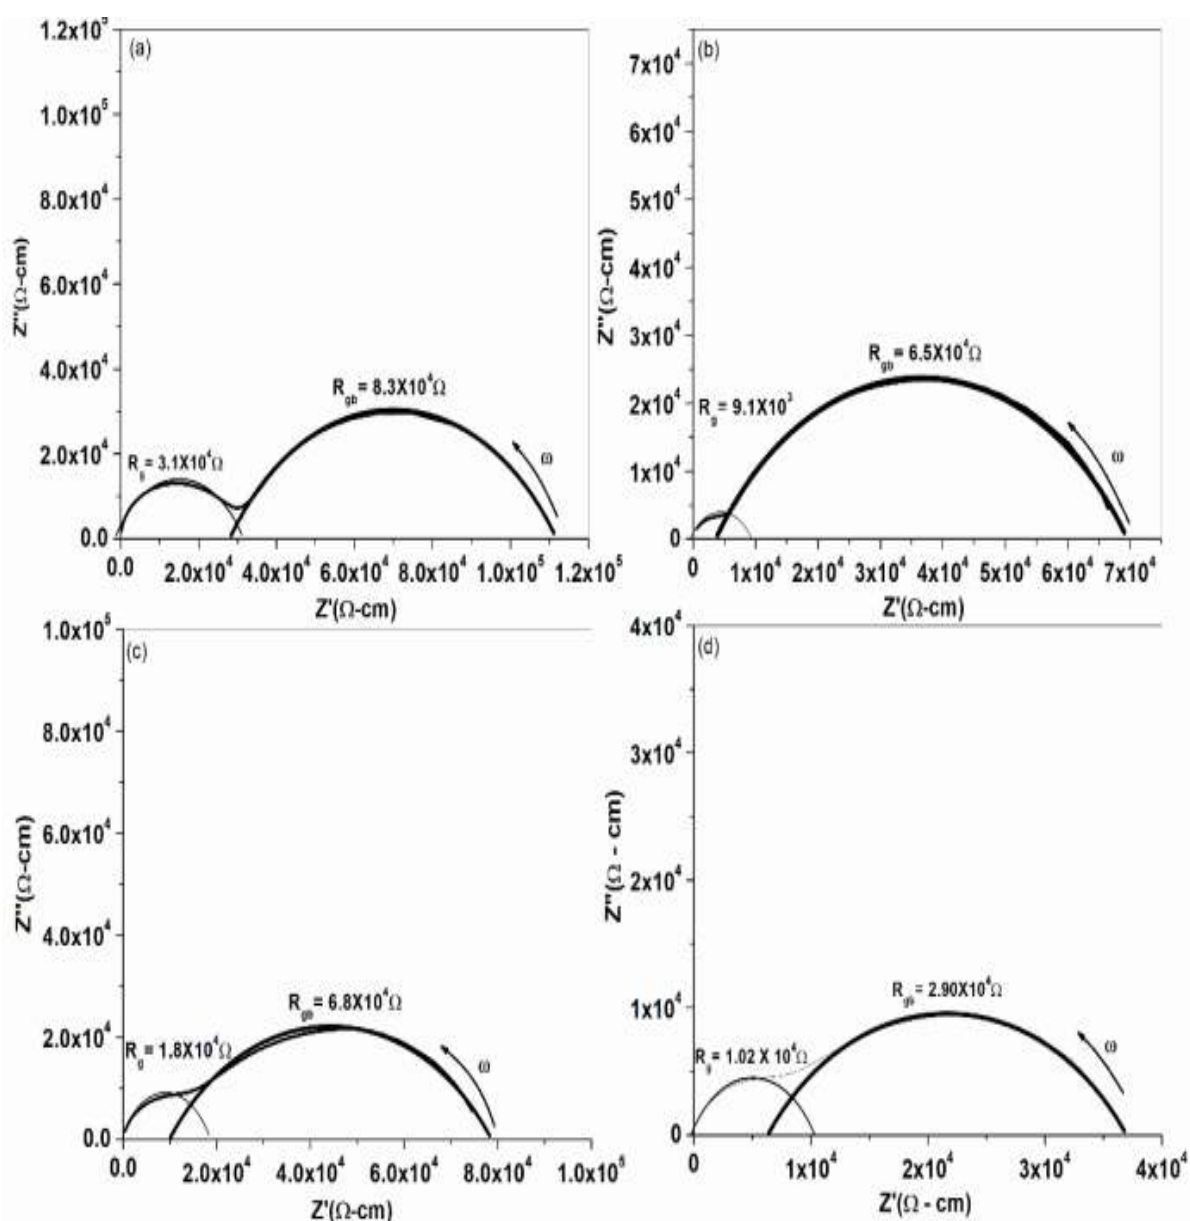 (a)
1.2x10⁵
1.0x10⁵
8.0x10⁴
6.0x10⁴
4.0x10⁴
2.0x10⁴
0.0
Z''(Ω-cm)
R_gb = 8.3X10⁴Ω
R_g = 3.1X10⁴Ω
ω
0.0 2.0x10⁴ 4.0x10⁴ 6.0x10⁴ 8.0x10⁴ 1.0x10⁵ 1.2x10⁵
Z'(Ω-cm)
(b)
7x10⁴
6x10⁴
5x10⁴
4x10⁴
3x10⁴
2x10⁴
1x10⁴
0
Z''(Ω-cm)
R_gb = 6.5X10⁴Ω
R_g = 9.1X10³
ω
0 1x10⁴ 2x10⁴ 3x10⁴ 4x10⁴ 5x10⁴ 6x10⁴ 7x10⁴
Z'(Ω-cm)
(c)
1.0x10⁵
8.0x10⁴
6.0x10⁴
4.0x10⁴
2.0x10⁴
0.0
Z''(Ω-cm)
R_gb = 6.8X10⁴Ω
R_g = 1.8X10⁴Ω
ω
0.0 2.0x10⁴ 4.0x10⁴ 6.0x10⁴ 8.0x10⁴ 1.0x10⁵
Z'(Ω-cm)
(d)
4x10⁴
3x10⁴
2x10⁴
1x10⁴
0
Z''(Ω - cm)
R_gb = 2.90X10⁴Ω
R_g = 1.02 X 10⁴Ω
ω
0 1x10⁴ 2x10⁴ 3x10⁴ 4x10⁴
Z'(Ω - cm)